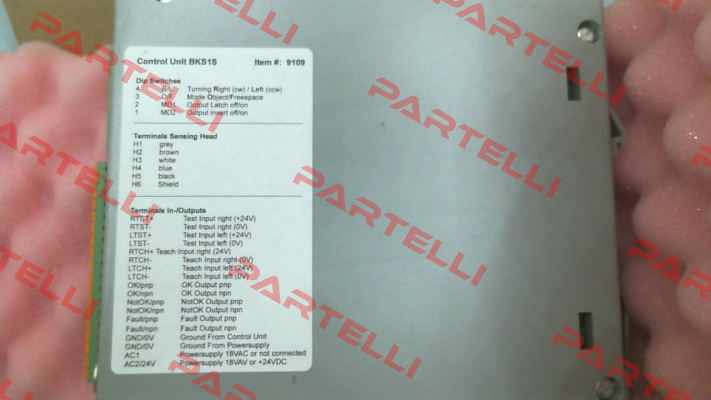 Control Unit BKS1S Item #: 9109
Dip Switches
4 R/L Turning Right (cw) / Left (ccw)
3 O/F Mode Object/Freespace
2 MD1 Output Latch off/on
1 MD2 Output invert off/on
Terminals Sensing Head
H1 grey
H2 brown
H3 white
H4 blue
H5 black
H6 Shield
Terminals In-/Outputs
RTST+ Test Input right (+24V)
RTST- Test Input right (0V)
LTST+ Test Input left (+24V)
LTST- Test Input left (0V)
RTCH+ Teach Input right (24V)
RTCH- Teach Input right (0V)
LTCH+ Teach Input left (24V)
LTCH- Teach Input left (0V)
OK/pnp OK Output pnp
OK/npn OK Output npn
NotOK/pnp NotOK Output pnp
NotOK/npn NotOK Output npn
Fault/pnp Fault Output pnp
Fault/npn Fault Output npn
GND/0V Ground From Control Unit
GND/0V Ground From Powersupply
AC1 Powersupply 18VAC or not connected
AC2/24V Powersupply 18VAV or +24VDC
PARTELLI
PARTELLI
PARTELLI
PARTELLI
PARTELLI
PARTELLI
PARTELLI
PARTELLI